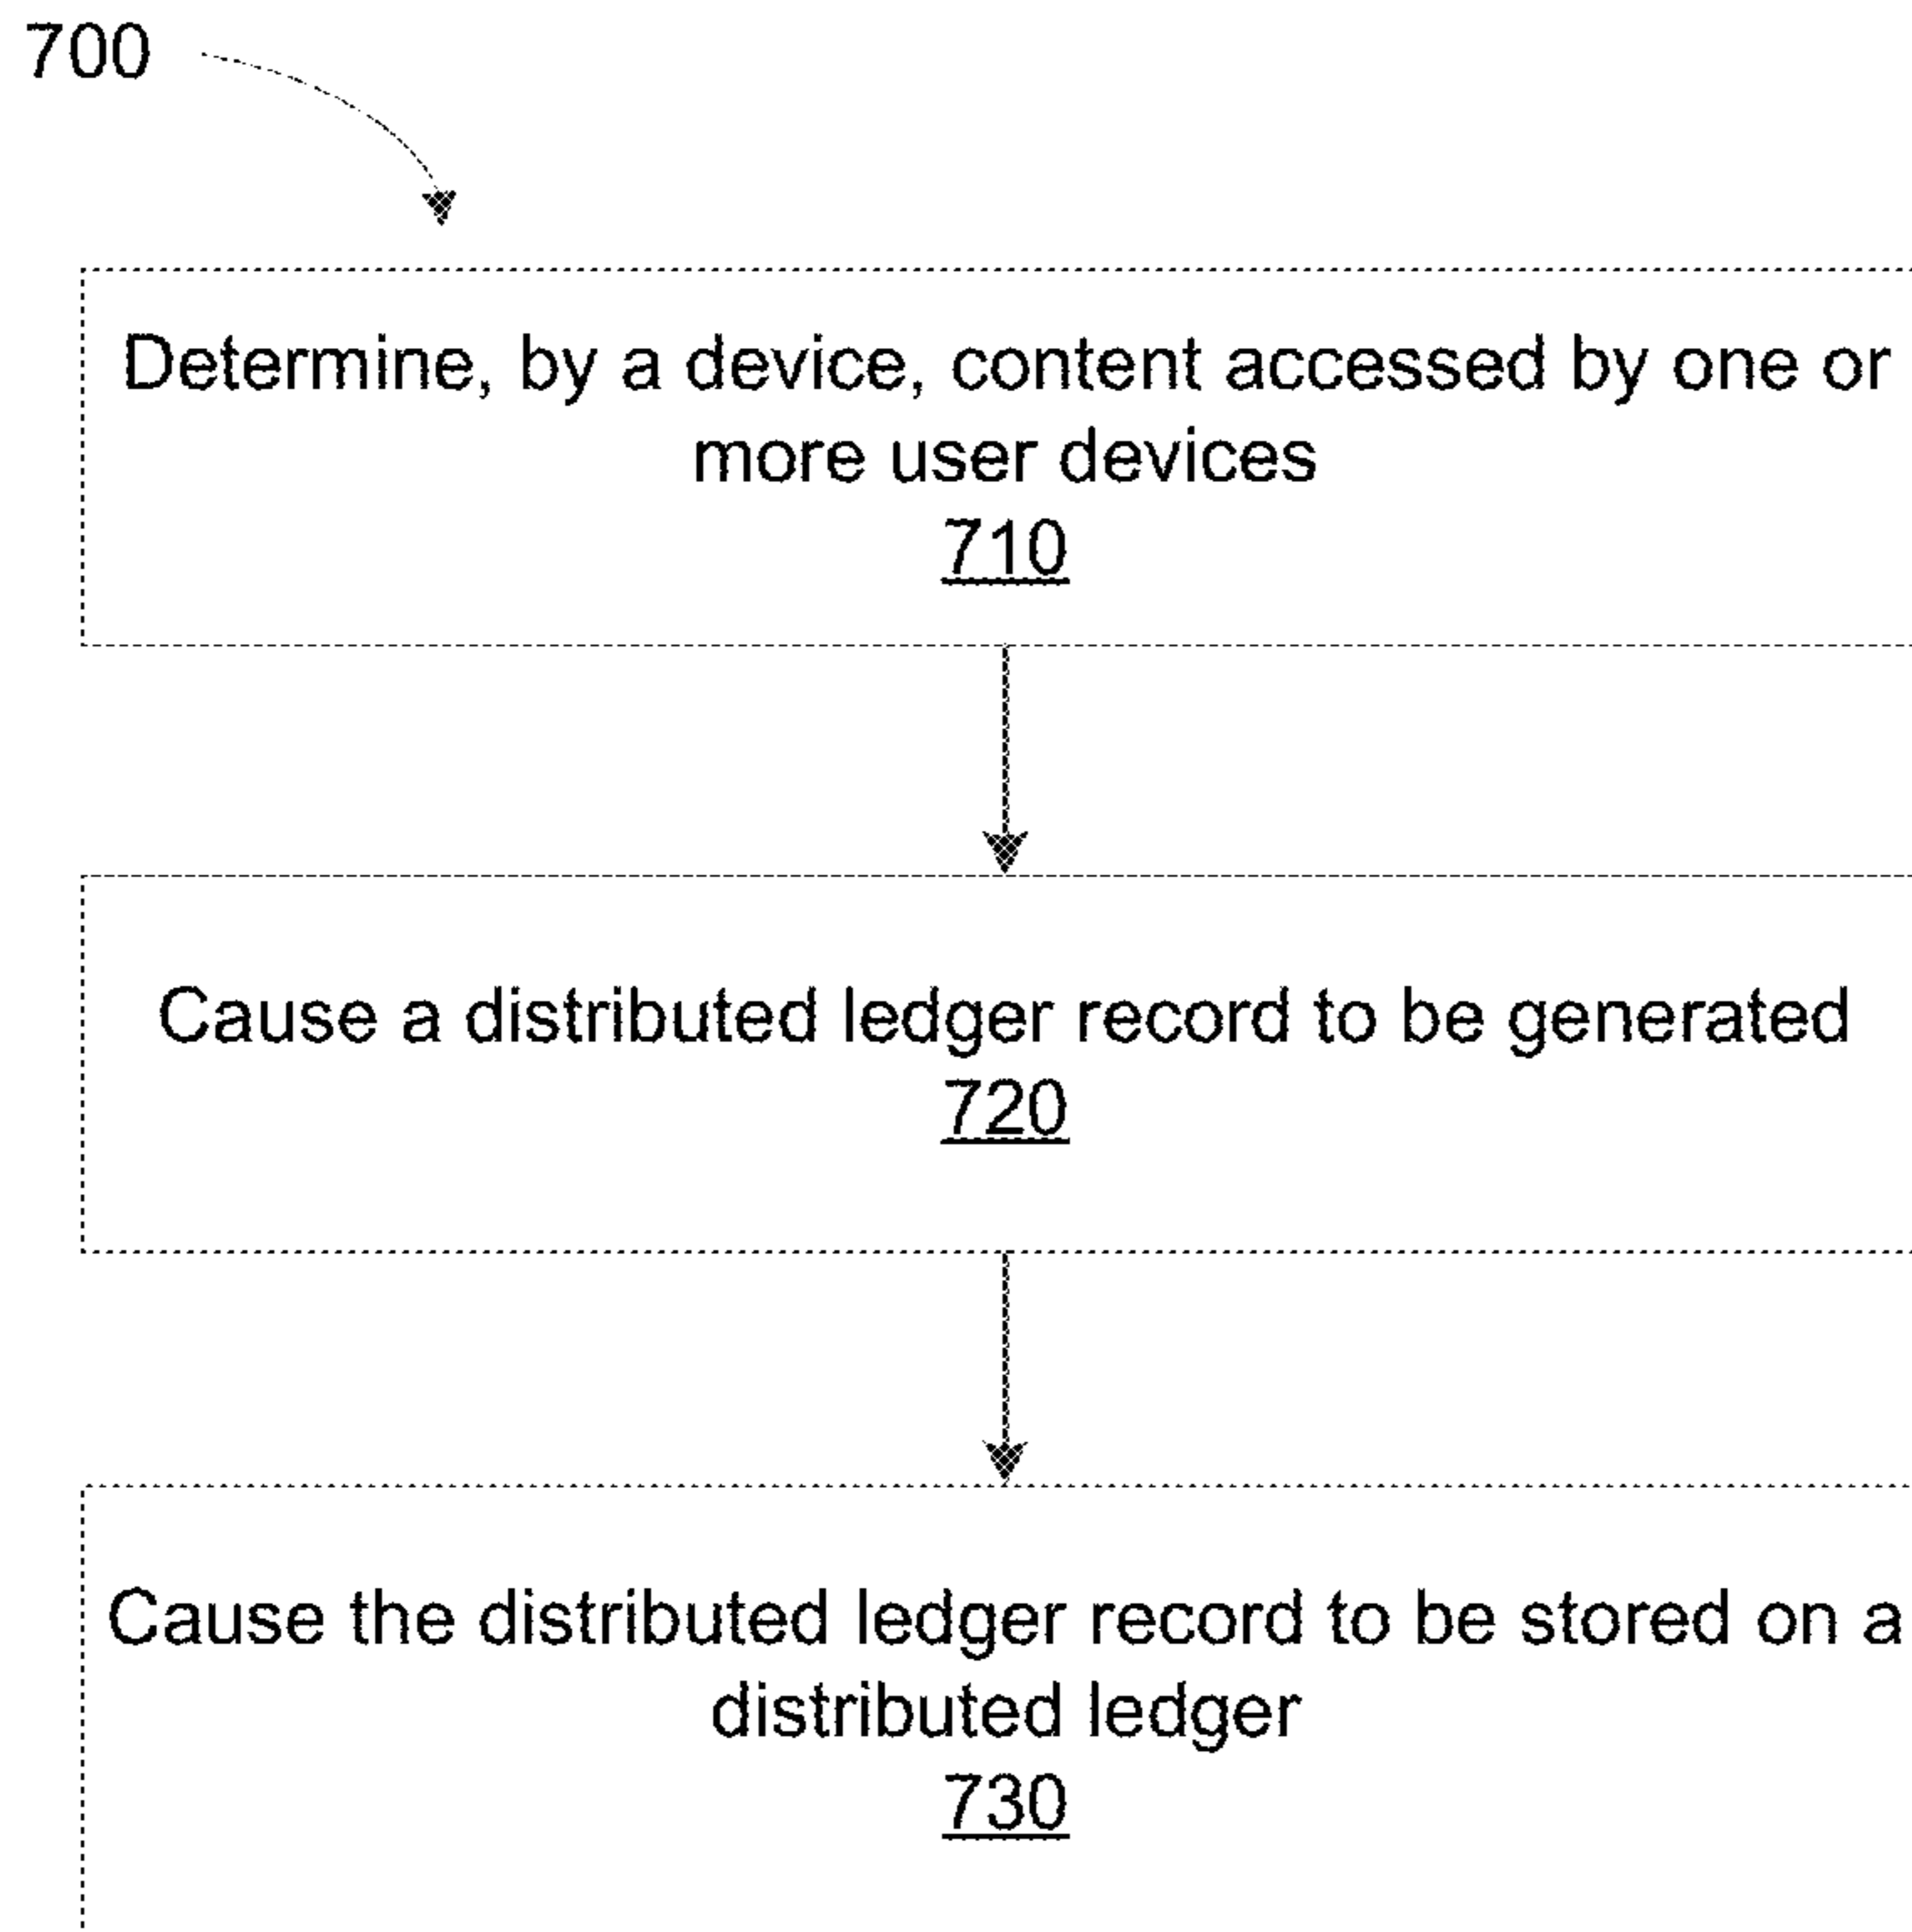 700
Determine, by a device, content accessed by one or
more user devices
710
Cause a distributed ledger record to be generated
720
Cause the distributed ledger record to be stored on a
distributed ledger
730